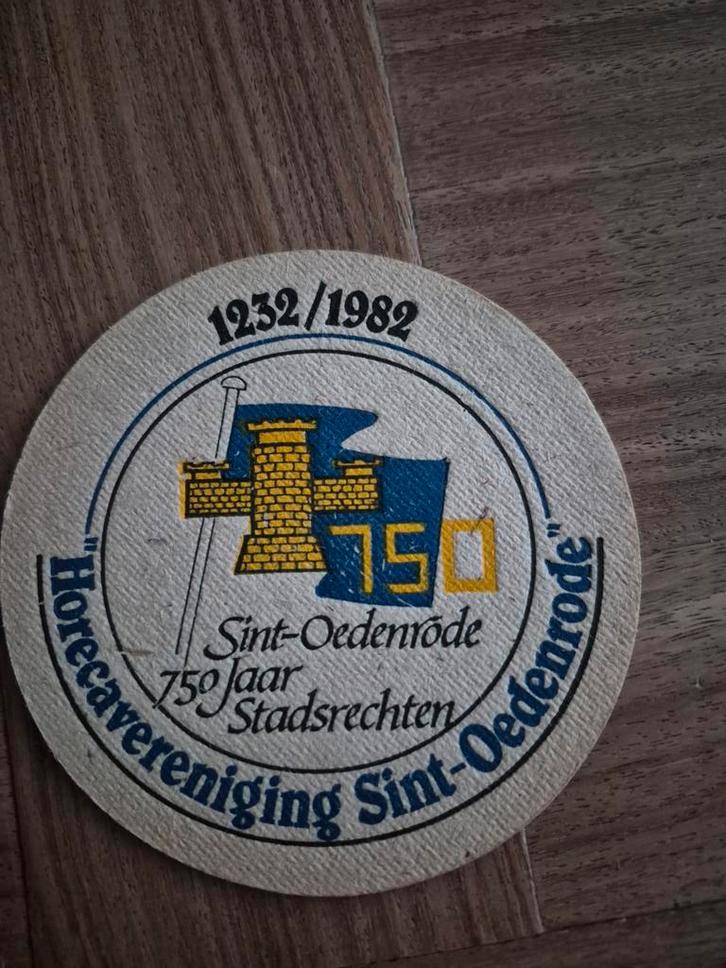 1232/1982
750
Sint-Oedenrode
750 Jaar
Stadsrechten
"Horecavereniging Sint-Oedenrode"